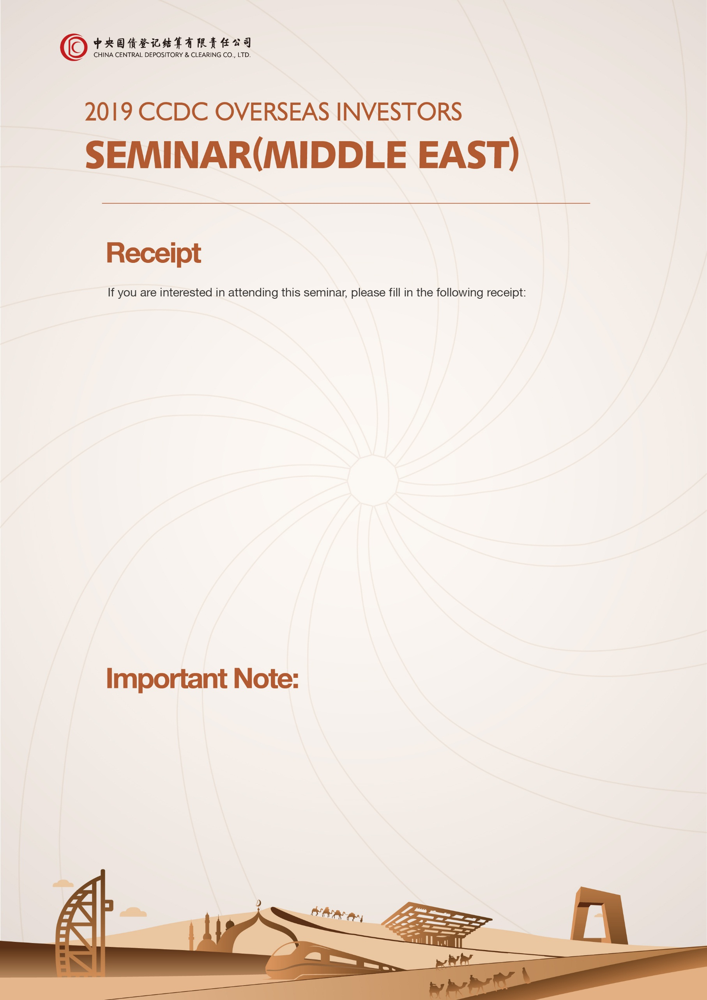 中央国债登记结算有限责任公司
CHINA CENTRAL DEPOSITORY & CLEARING CO., LTD.
2019 CCDC OVERSEAS INVESTORS
SEMINAR(MIDDLE EAST)
Receipt
If you are interested in attending this seminar, please fill in the following receipt:
Important Note: